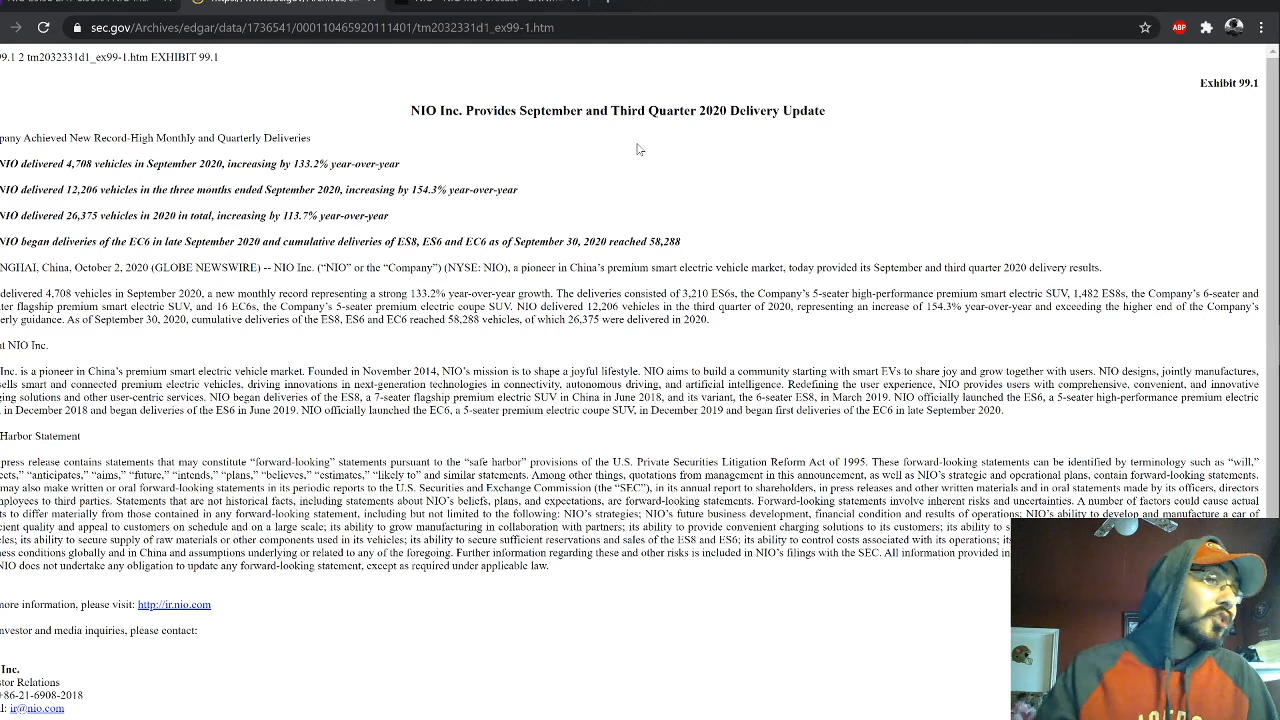 sec.gov/Archives/edgar/data/1736541/000110465920111401/tm2032331d1_ex99-1.htm
ABP
99.1 2 tm2032331d1_ex99-1.htm EXHIBIT 99.1
Exhibit 99.1
NIO Inc. Provides September and Third Quarter 2020 Delivery Update
pany Achieved New Record-High Monthly and Quarterly Deliveries
NIO delivered 4,708 vehicles in September 2020, increasing by 133.2% year-over-year
NIO delivered 12,206 vehicles in the three months ended September 2020, increasing by 154.3% year-over-year
NIO delivered 26,375 vehicles in 2020 in total, increasing by 113.7% year-over-year
NIO began deliveries of the EC6 in late September 2020 and cumulative deliveries of ES8, ES6 and EC6 as of September 30, 2020 reached 58,288
NGHAI, China, October 2, 2020 (GLOBE NEWSWIRE) -- NIO Inc. (“NIO” or the “Company”) (NYSE: NIO), a pioneer in China’s premium smart electric vehicle market, today provided its September and third quarter 2020 delivery results.
delivered 4,708 vehicles in September 2020, a new monthly record representing a strong 133.2% year-over-year growth. The deliveries consisted of 3,210 ES6s, the Company’s 5-seater high-performance premium smart electric SUV, 1,482 ES8s, the Company’s 6-seater and
ter flagship premium smart electric SUV, and 16 EC6s, the Company’s 5-seater premium electric coupe SUV. NIO delivered 12,206 vehicles in the third quarter of 2020, representing an increase of 154.3% year-over-year and exceeding the higher end of the Company’s
erly guidance. As of September 30, 2020, cumulative deliveries of the ES8, ES6 and EC6 reached 58,288 vehicles, of which 26,375 were delivered in 2020.
t NIO Inc.
Inc. is a pioneer in China’s premium smart electric vehicle market. Founded in November 2014, NIO’s mission is to shape a joyful lifestyle. NIO aims to build a community starting with smart EVs to share joy and grow together with users. NIO designs, jointly manufactures,
sells smart and connected premium electric vehicles, driving innovations in next-generation technologies in connectivity, autonomous driving, and artificial intelligence. Redefining the user experience, NIO provides users with comprehensive, convenient, and innovative
ging solutions and other user-centric services. NIO began deliveries of the ES8, a 7-seater flagship premium electric SUV in China in June 2018, and its variant, the 6-seater ES8, in March 2019. NIO officially launched the ES6, a 5-seater high-performance premium electric
, in December 2018 and began deliveries of the ES6 in June 2019. NIO officially launched the EC6, a 5-seater premium electric coupe SUV, in December 2019 and began first deliveries of the EC6 in late September 2020.
Harbor Statement
press release contains statements that may constitute “forward-looking” statements pursuant to the “safe harbor” provisions of the U.S. Private Securities Litigation Reform Act of 1995. These forward-looking statements can be identified by terminology such as “will,”
ects,” “anticipates,” “aims,” “future,” “intends,” “plans,” “believes,” “estimates,” “likely to” and similar statements. Among other things, quotations from management in this announcement, as well as NIO’s strategic and operational plans, contain forward-looking statements.
may also make written or oral forward-looking statements in its periodic reports to the U.S. Securities and Exchange Commission (the “SEC”), in its annual report to shareholders, in press releases and other written materials and in oral statements made by its officers, directors
mployees to third parties. Statements that are not historical facts, including statements about NIO’s beliefs, plans, and expectations, are forward-looking statements. Forward-looking statements involve inherent risks and uncertainties. A number of factors could cause actual
ts to differ materially from those contained in any forward-looking statement, including but not limited to the following: NIO’s strategies; NIO’s future business development, financial condition and results of operations; NIO’s ability to develop and manufacture a car of
cient quality and appeal to customers on schedule and on a large scale; its ability to grow manufacturing in collaboration with partners; its ability to provide convenient charging solutions to its customers; its ability to
les; its ability to secure supply of raw materials or other components used in its vehicles; its ability to secure sufficient reservations and sales of the ES8 and ES6; its ability to control costs associated with its operations;
ness conditions globally and in China and assumptions underlying or related to any of the foregoing. Further information regarding these and other risks is included in NIO’s filings with the SEC. All information provided in
NIO does not undertake any obligation to update any forward-looking statement, except as required under applicable law.
more information, please visit: http://ir.nio.com
nvestor and media inquiries, please contact:
Inc.
stor Relations
+86-21-6908-2018
l: ir@nio.com